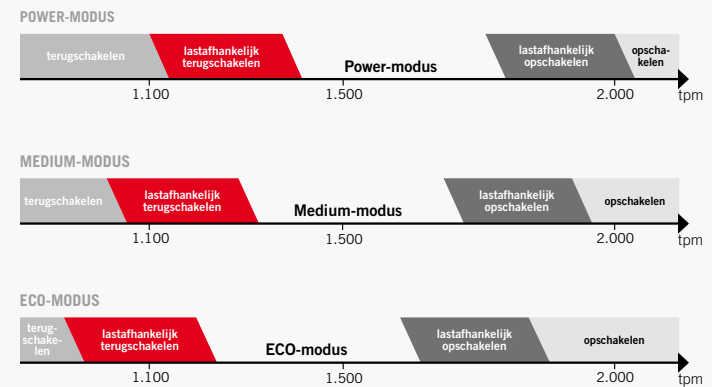 POWER-MODUS
terugschakelen
lastafhankelijk
terugschakelen
Power-modus
lastafhankelijk
opschakelen
opscha-
kelen
1.100
1.500
2.000
tpm
MEDIUM-MODUS
terugschakelen
lastafhankelijk
terugschakelen
Medium-modus
lastafhankelijk
opschakelen
opschakelen
1.100
1.500
2.000
tpm
ECO-MODUS
terug-
schake-
len
lastafhankelijk
terugschakelen
ECO-modus
lastafhankelijk
opschakelen
opschakelen
1.100
1.500
2.000
tpm